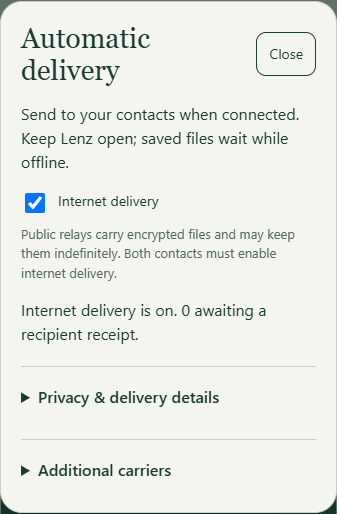 Automatic
delivery
Close
Send to your contacts when connected.
Keep Lenz open; saved files wait while
offline.
Internet delivery
Public relays carry encrypted files and may keep
them indefinitely. Both contacts must enable
internet delivery.
Internet delivery is on. 0 awaiting a
recipient receipt.
Privacy & delivery details
Additional carriers